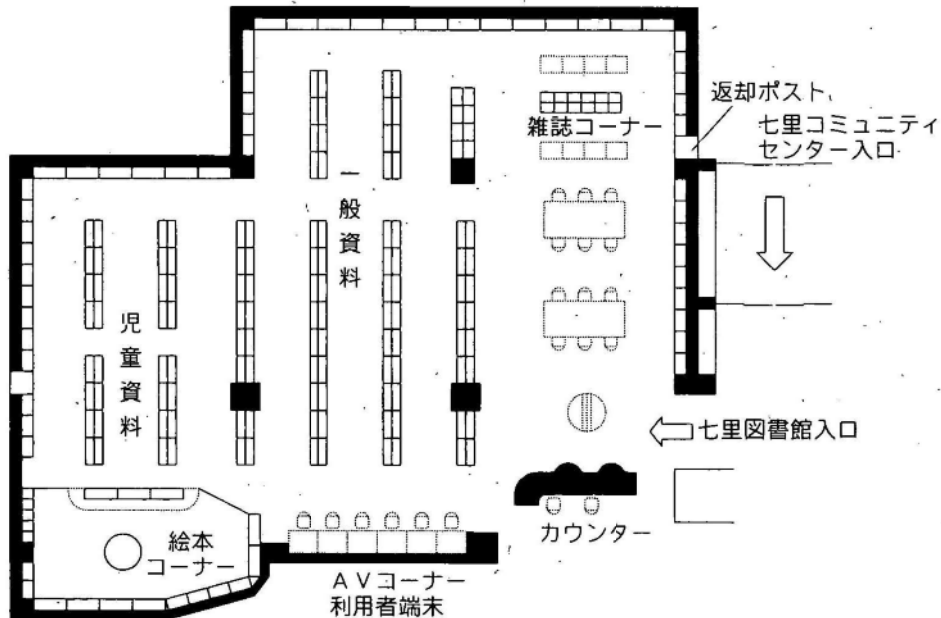 返却ポスト
七里コミュニティ
センター入口
雑誌コーナー
一般資料
児童資料
七里図書館入口
カウンター
絵本
コーナー
AVコーナー
利用者端末